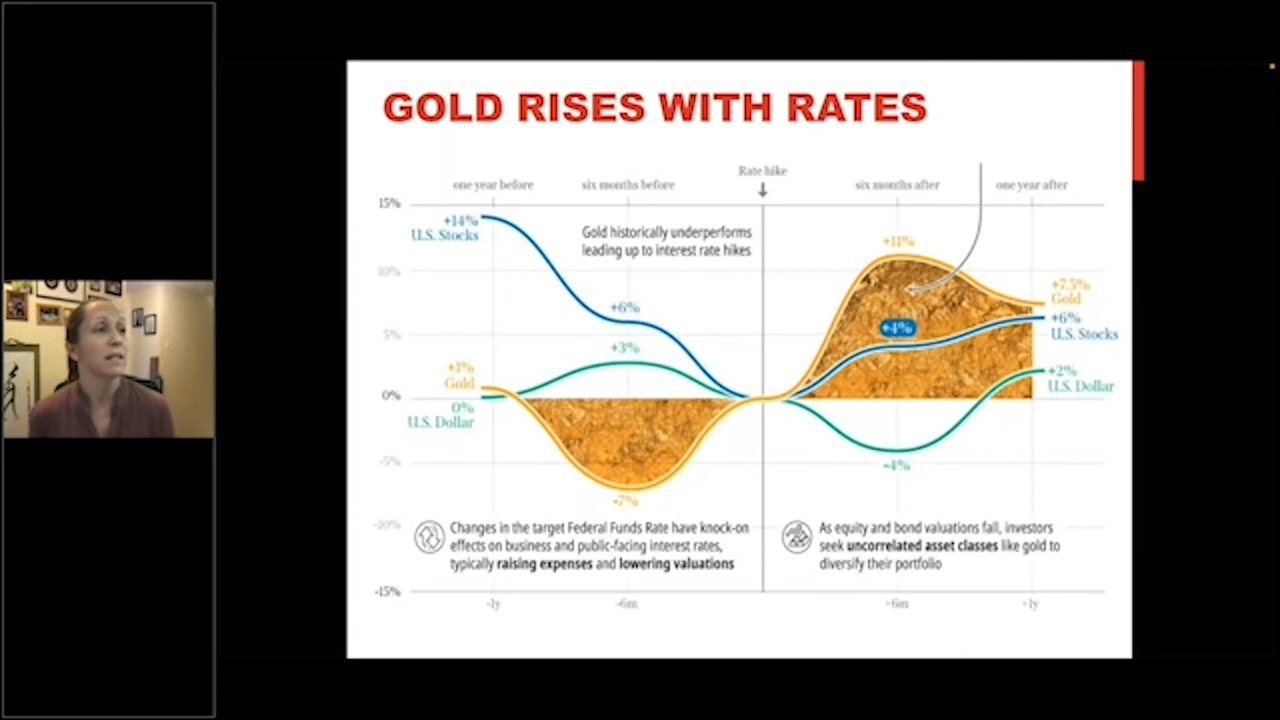 GOLD RISES WITH RATES
Rate hike
one year before
six months before
six months after
one year after
15%
+14%
U.S. Stocks
Gold historically underperforms
leading up to interest rate hikes
+11%
10%
+7.5%
Gold
+6%
+6%
U.S. Stocks
+4%
5%
+3%
+1%
Gold
+2%
U.S. Dollar
0%
0%
U.S. Dollar
-5%
-4%
-7%
-10%
Changes in the target Federal Funds Rate have knock-on
effects on business and public-facing interest rates,
typically raising expenses and lowering valuations
As equity and bond valuations fall, investors
seek uncorrelated asset classes like gold to
diversify their portfolio
-15%
-1y
-6m
+6m
+1y